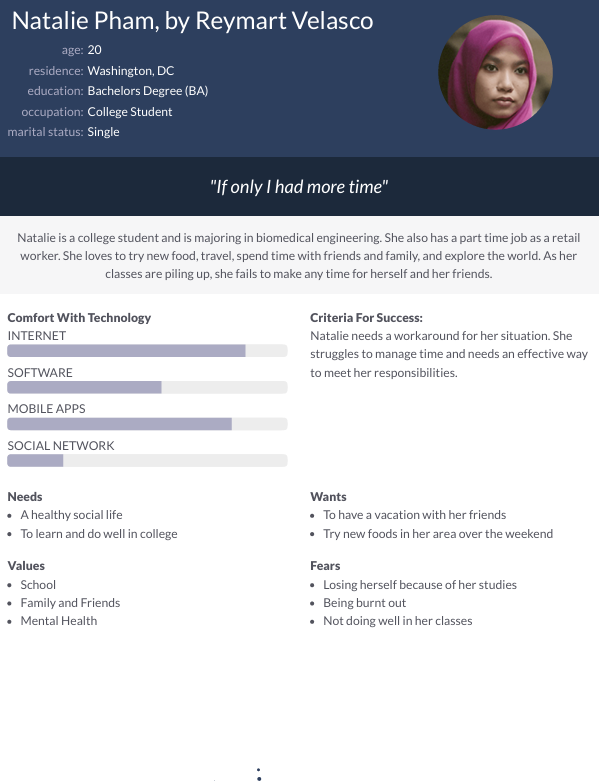 Natalie Pham, by Reymart Velasco
age: 20
residence: Washington, DC
education: Bachelors Degree (BA)
occupation: College Student
marital status: Single
"If only I had more time"
Natalie is a college student and is majoring in biomedical engineering. She also has a part time job as a retail
worker. She loves to try new food, travel, spend time with friends and family, and explore the world. As her
classes are piling up, she fails to make any time for herself and her friends.
Comfort With Technology
INTERNET
SOFTWARE
MOBILE APPS
SOCIAL NETWORK
Criteria For Success:
Natalie needs a workaround for her situation. She
struggles to manage time and needs an effective way
to meet her responsibilities.
Needs
• A healthy social life
• To learn and do well in college
Wants
• To have a vacation with her friends
• Try new foods in her area over the weekend
Values
• School
• Family and Friends
• Mental Health
Fears
• Losing herself because of her studies
• Being burnt out
• Not doing well in her classes